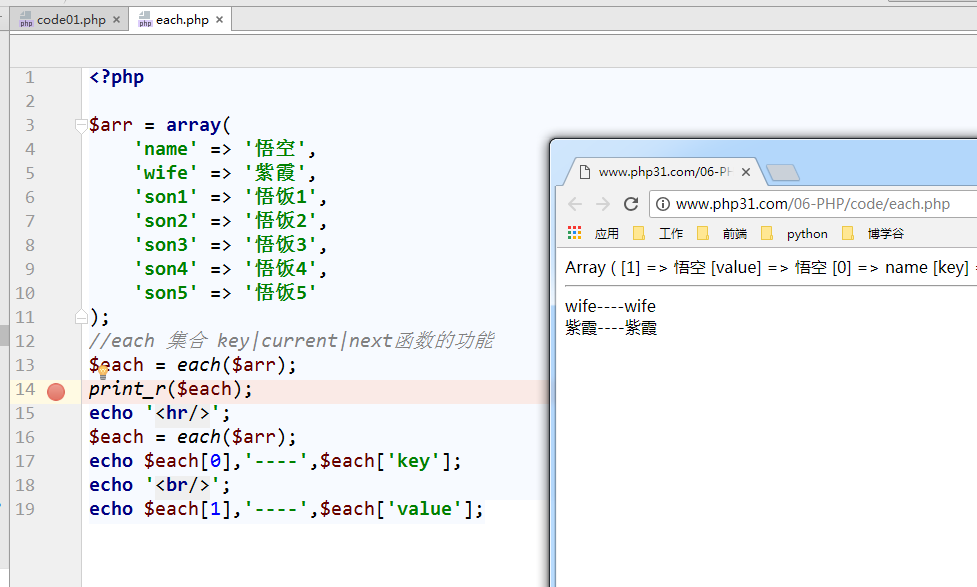 code01.php
each.php
1 <?php
2
3 $arr = array(
4 'name' => '悟空',
5 'wife' => '紫霞',
6 'son1' => '悟饭1',
7 'son2' => '悟饭2',
8 'son3' => '悟饭3',
9 'son4' => '悟饭4',
10 'son5' => '悟饭5'
11 );
12 //each 集合 key|current|next函数的功能
13 $each = each($arr);
14 print_r($each);
15 echo '<hr/>';
16 $each = each($arr);
17 echo $each[0],'----',$each['key'];
18 echo '<br/>';
19 echo $each[1],'----',$each['value'];
www.php31.com/06-PH
www.php31.com/06-PHP/code/each.php
应用 工作 前端 python 博学谷
Array ( [1] => 悟空 [value] => 悟空 [0] => name [key] =
wife----wife
紫霞----紫霞